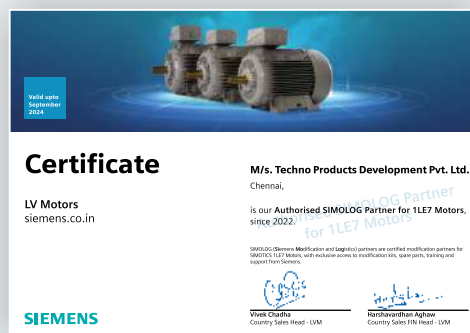 Valid upto
September
2024
Certificate
LV Motors
siemens.co.in
M/s. Techno Products Development Pvt. Ltd.
Chennai,
is our Authorised SIMOLOG Partner for 1LE7 Motors,
since 2022.
Authorised SIMOLOG Partner
for 1LE7 Motors
SIMOLOG (Siemens Modification and Logistics) partners are certified modification partners for
SIMOTICS 1LE7 Motors, with exclusive access to modification kits, spare parts, training and
support from Siemens.
Vivek Chadha
Country Sales Head - LVM
Harshavardhan Aghaw
Country Sales FIN Head - LVM
SIEMENS